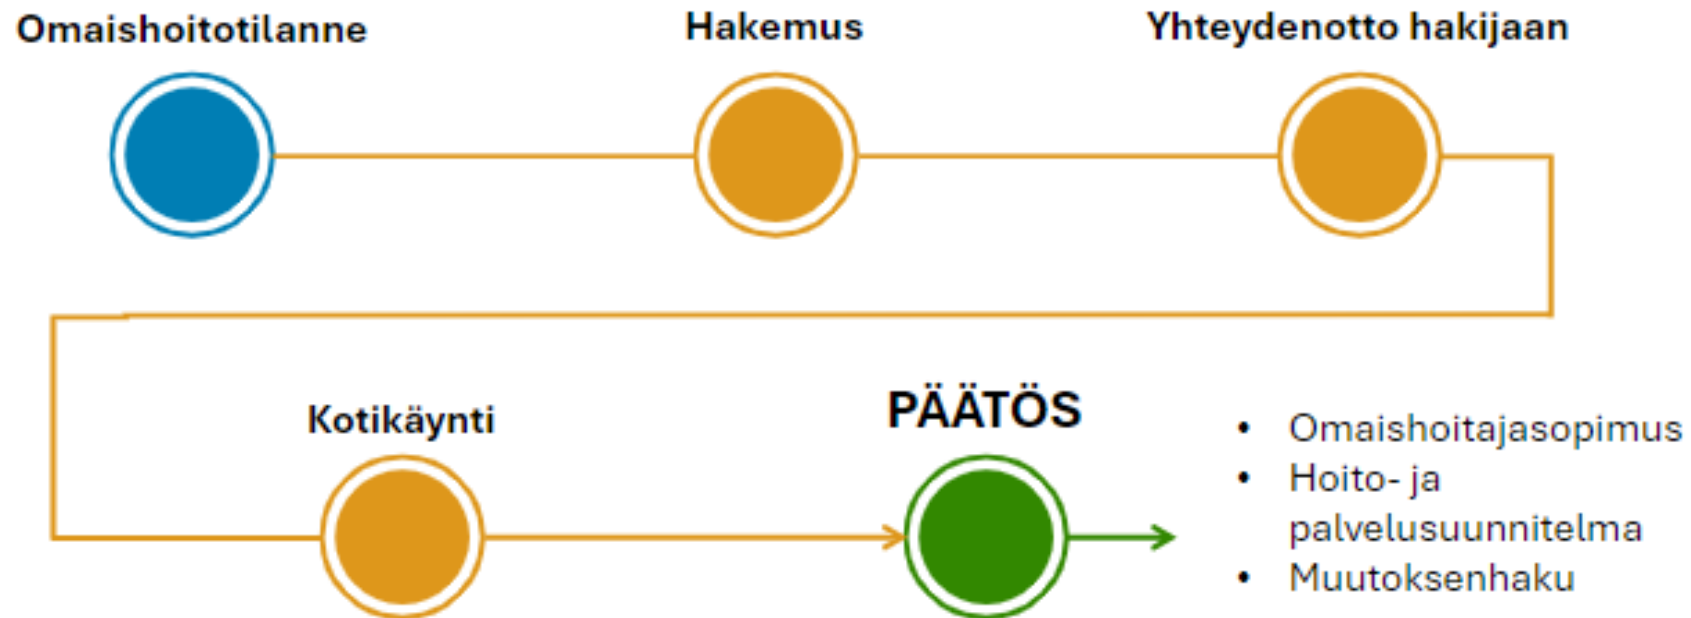 Omaishoitotilanne
Hakemus
Yhteydenotto hakijaan
Kotikäynti
PÄÄTÖS
• Omaishoitajasopimus
• Hoito- ja
palvelusuunnitelma
• Muutoksenhaku